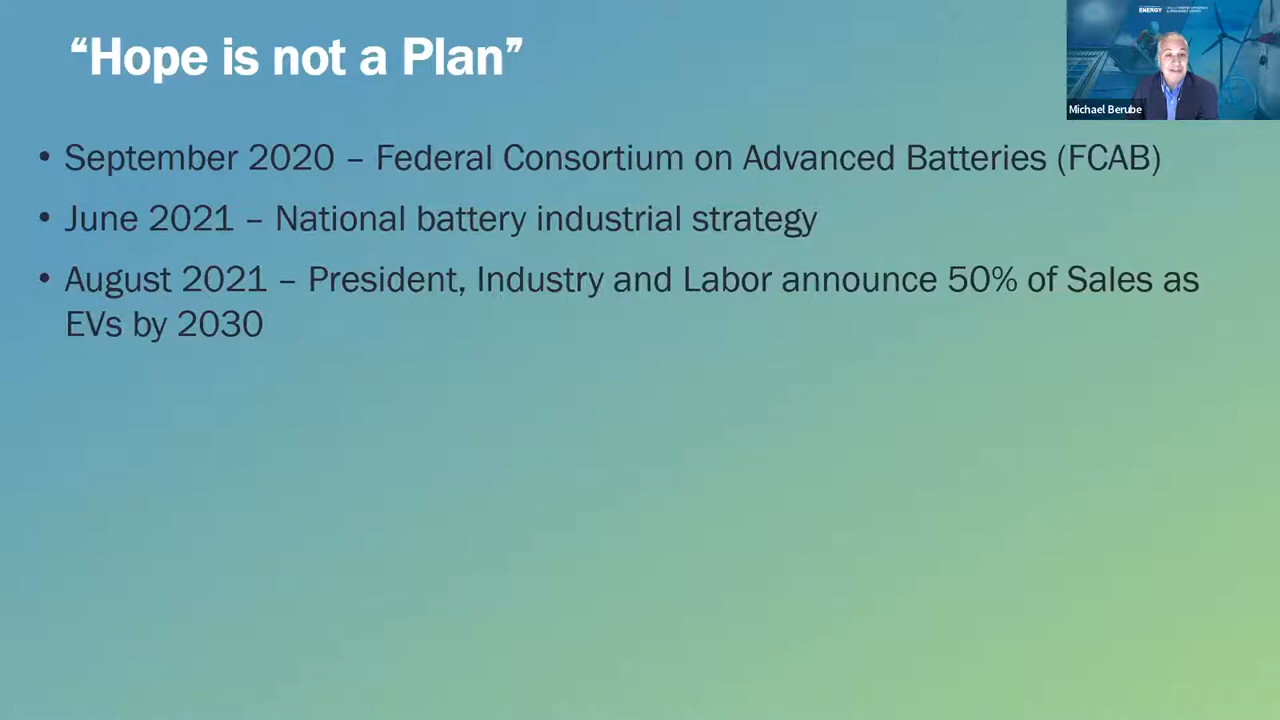 “Hope is not a Plan”
ENERGY
Michael Berube
• September 2020 – Federal Consortium on Advanced Batteries (FCAB)
• June 2021 – National battery industrial strategy
• August 2021 – President, Industry and Labor announce 50% of Sales as
EVs by 2030